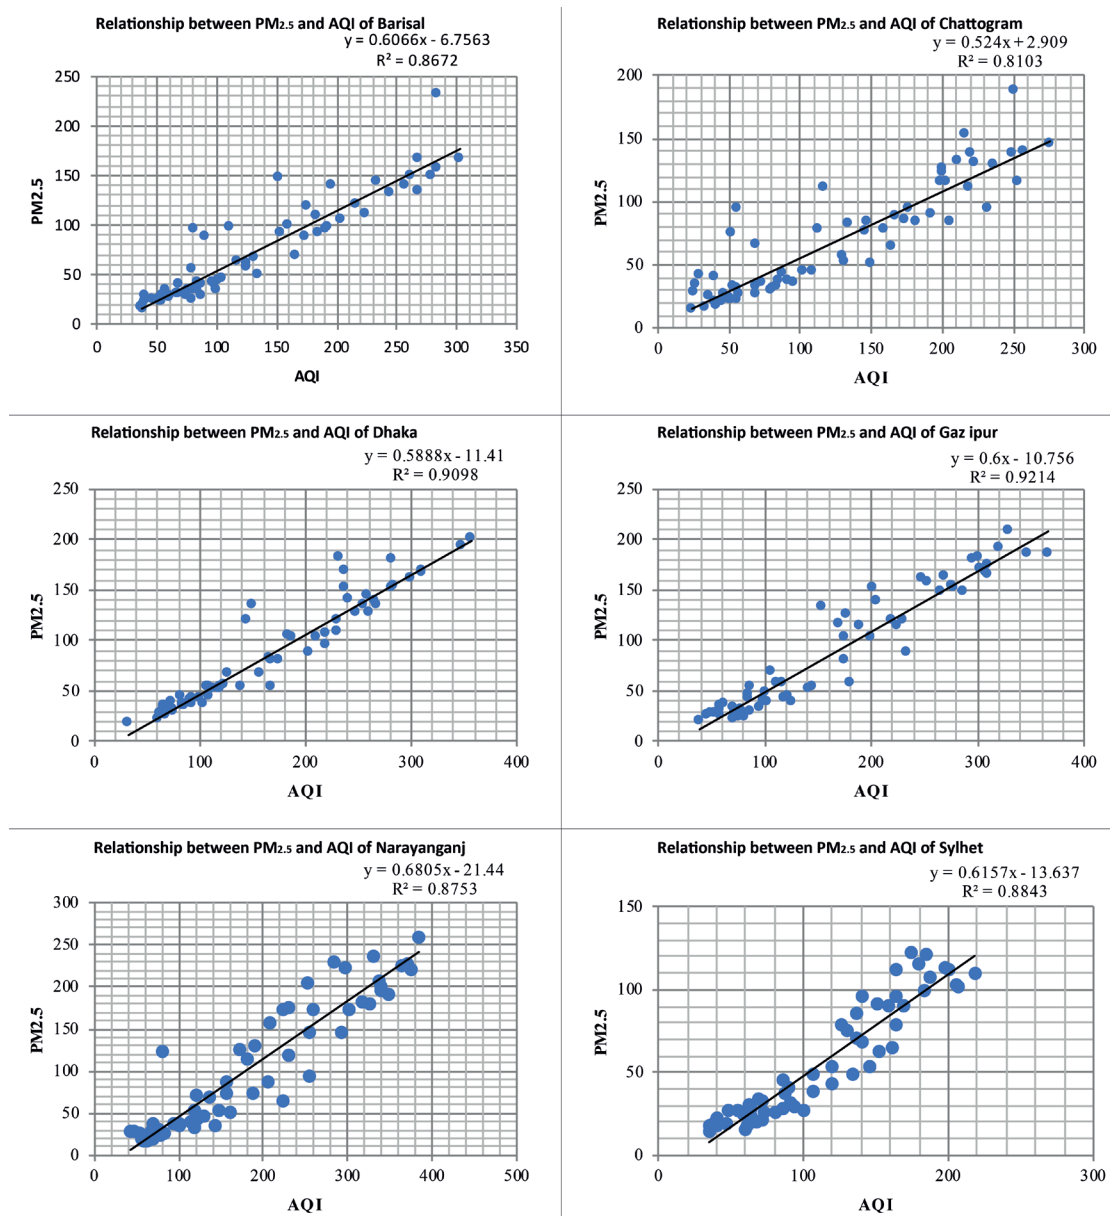 Relationship between PM2.5 and AQI of Barisal
y = 0.6066x - 6.7563
R² = 0.8672
250
200
150
100
50
0
0 50 100 150 200 250 300 350
PM2.5
AQI
Relationship between PM2.5 and AQI of Chattogram
y = 0.524x + 2.909
R² = 0.8103
200
150
100
50
0
0 50 100 150 200 250 300
PM2.5
AQI
Relationship between PM2.5 and AQI of Dhaka
y = 0.5888x - 11.41
R² = 0.9098
250
200
150
100
50
0
0 100 200 300 400
PM2.5
AQI
Relationship between PM2.5 and AQI of Gaz ipur
y = 0.6x - 10.756
R² = 0.9214
250
200
150
100
50
0
0 100 200 300 400
PM2.5
AQI
Relationship between PM2.5 and AQI of Narayanganj
y = 0.6805x - 21.44
R² = 0.8753
300
250
200
150
100
50
0
0 100 200 300 400 500
PM2.5
AQI
Relationship between PM2.5 and AQI of Sylhet
y = 0.6157x - 13.637
R² = 0.8843
150
100
50
0
0 100 200 300
PM2.5
AQI